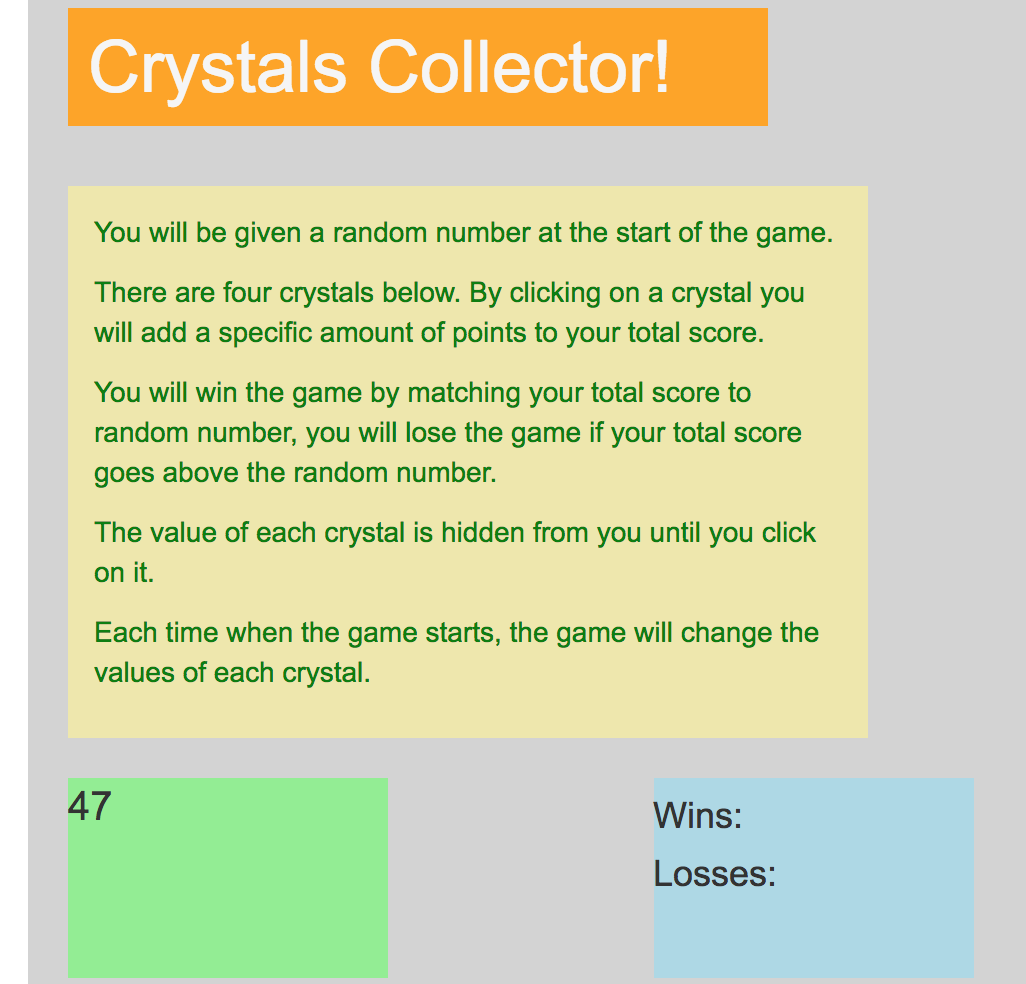 Crystals Collector!
You will be given a random number at the start of the game.
There are four crystals below. By clicking on a crystal you
will add a specific amount of points to your total score.
You will win the game by matching your total score to
random number, you will lose the game if your total score
goes above the random number.
The value of each crystal is hidden from you until you click
on it.
Each time when the game starts, the game will change the
values of each crystal.
47
Wins:
Losses: